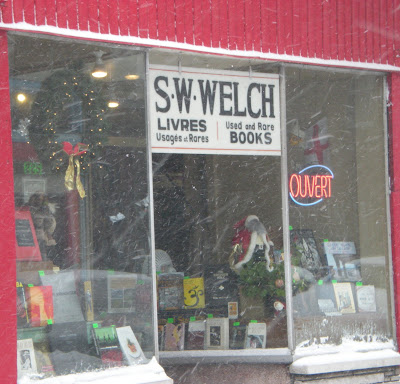 S·W·WELCH
LIVRES
Usagés et Rares
Used and Rare
BOOKS
OUVERT